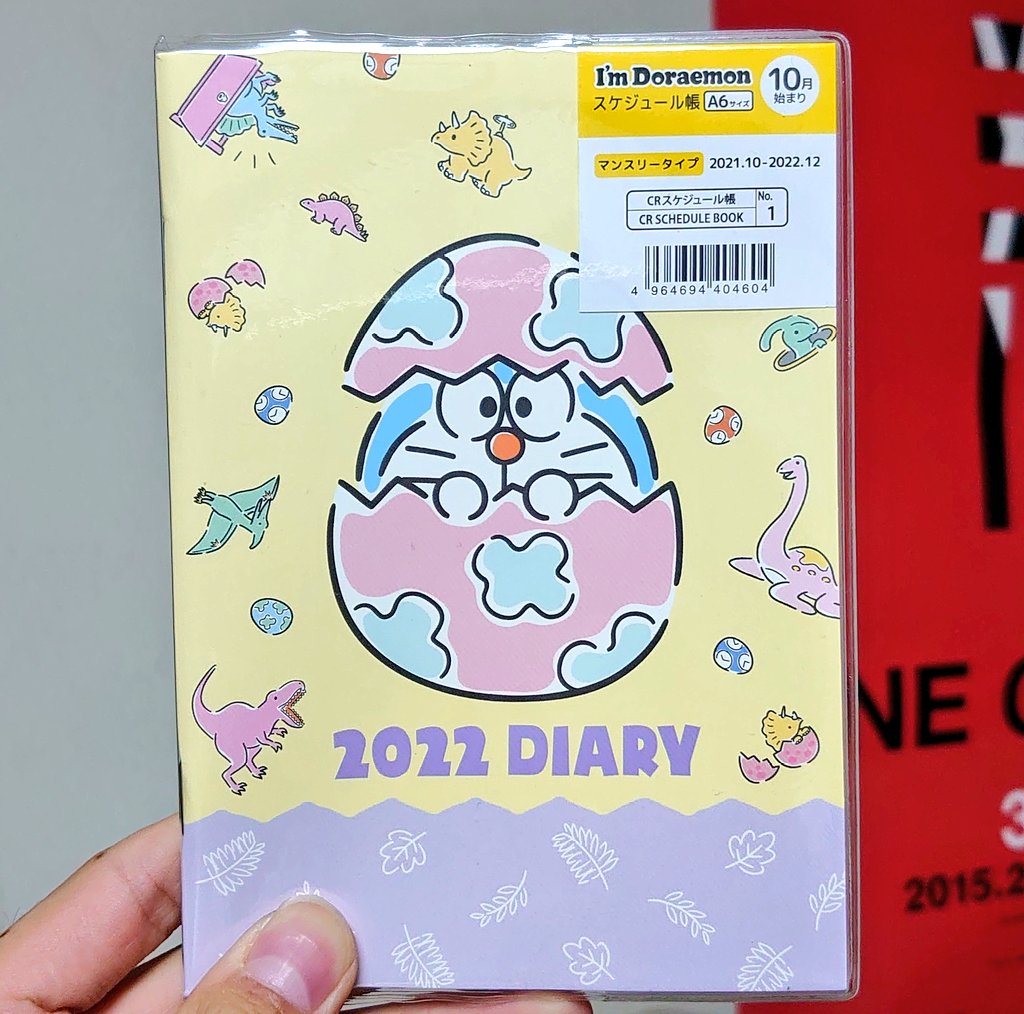 I'm Doraemon
スケジュール帳 A6サイズ
10月
始まり
マンスリータイプ 2021.10-2022.12
CRスケジュール帳
CR SCHEDULE BOOK
No.
1
4 964694 404604
2022 DIARY
NE
3
2015.2